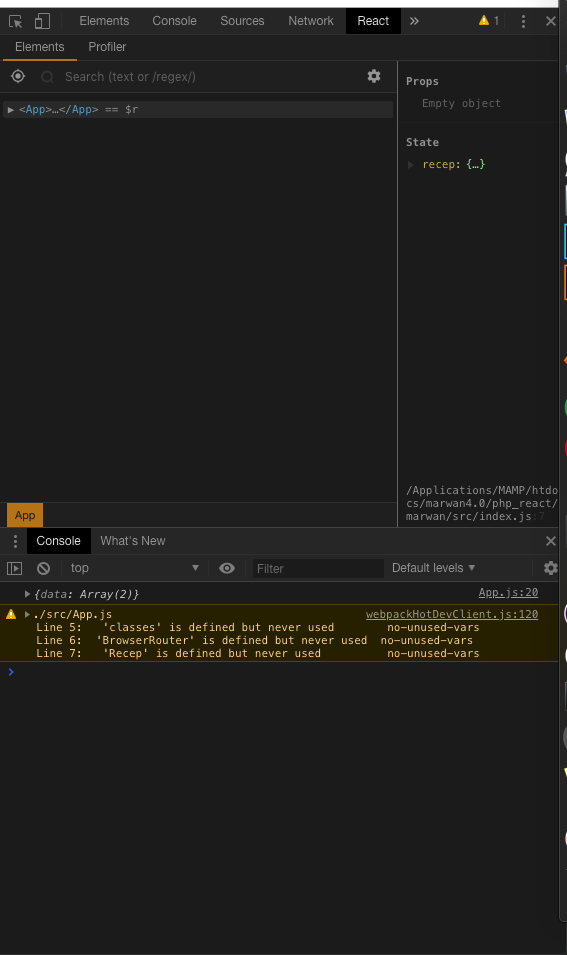 Elements Console Sources Network React » 1
Elements Profiler
Search (text or /regex/)
▶ <App>…</App> == $r
Props
Empty object
State
recep: {…}
/Applications/MAMP/htdo
cs/marwan4.0/php_react/
marwan/src/index.js:7
App
Console What's New
top Filter Default levels ▼
{data: Array(2)} App.js:20
./src/App.js webpackHotDevClient.js:120
Line 5: 'classes' is defined but never used no-unused-vars
Line 6: 'BrowserRouter' is defined but never used no-unused-vars
Line 7: 'Recep' is defined but never used no-unused-vars